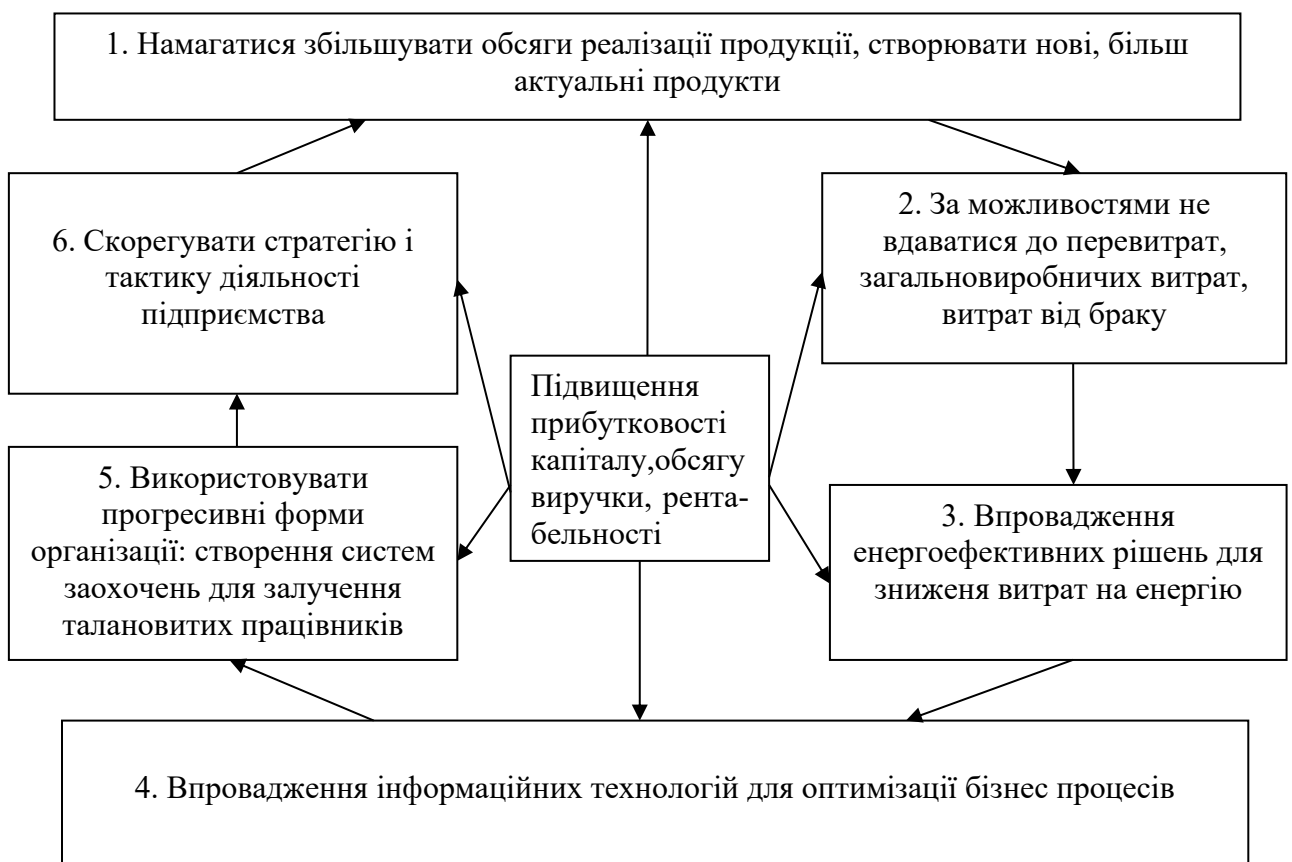 1. Намагатися збільшувати обсяги реалізації продукції, створювати нові, більш
актуальні продукти
6. Скорегувати стратегію і
тактику діяльності
підприємства
2. За можливостями не
вдаватися до перевитрат,
загальновиробничих витрат,
витрат від браку
Підвищення
прибутковості
капіталу,обсягу
виручки, рента-
бельності
5. Використовувати
прогресивні форми
організації: створення систем
заохочень для залучення
талановитих працівників
3. Впровадження
енергоефективних рішень для
зниженя витрат на енергію
4. Впровадження інформаційних технологій для оптимізації бізнес процесів